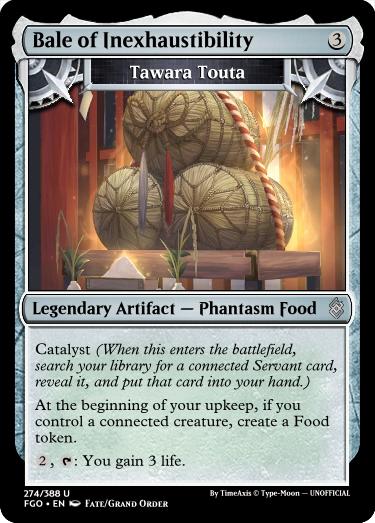 Bale of Inexhaustibility 3
Tawara Touta
Legendary Artifact — Phantasm Food
Catalyst (When this enters the battlefield,
search your library for a connected Servant card,
reveal it, and put that card into your hand.)
At the beginning of your upkeep, if you
control a connected creature, create a Food
token.
2 , : You gain 3 life.
274/388 U
FGO • EN Fate/Grand Order
By TimeAxis © Type-Moon — UNOFFICIAL